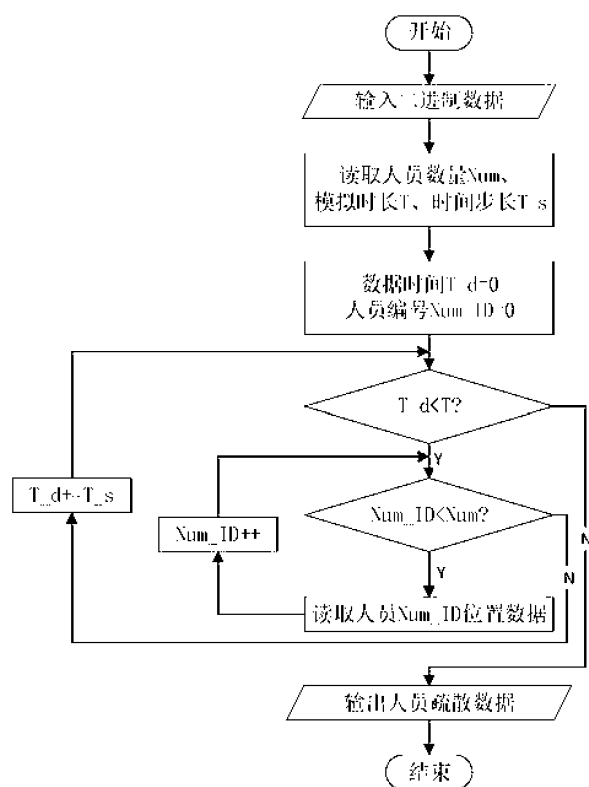 开始
输入二进制数据
读取人员数量Num、
模拟时长T、时间步长T_s
数据时间T_d=0
人员编号Num_ID=0
T_d<T?
Y
T_d+=T_s
Num_ID<Num?
Num_ID++
N
Y
N
读取人员Num_ID位置数据
输出人员疏散数据
结束